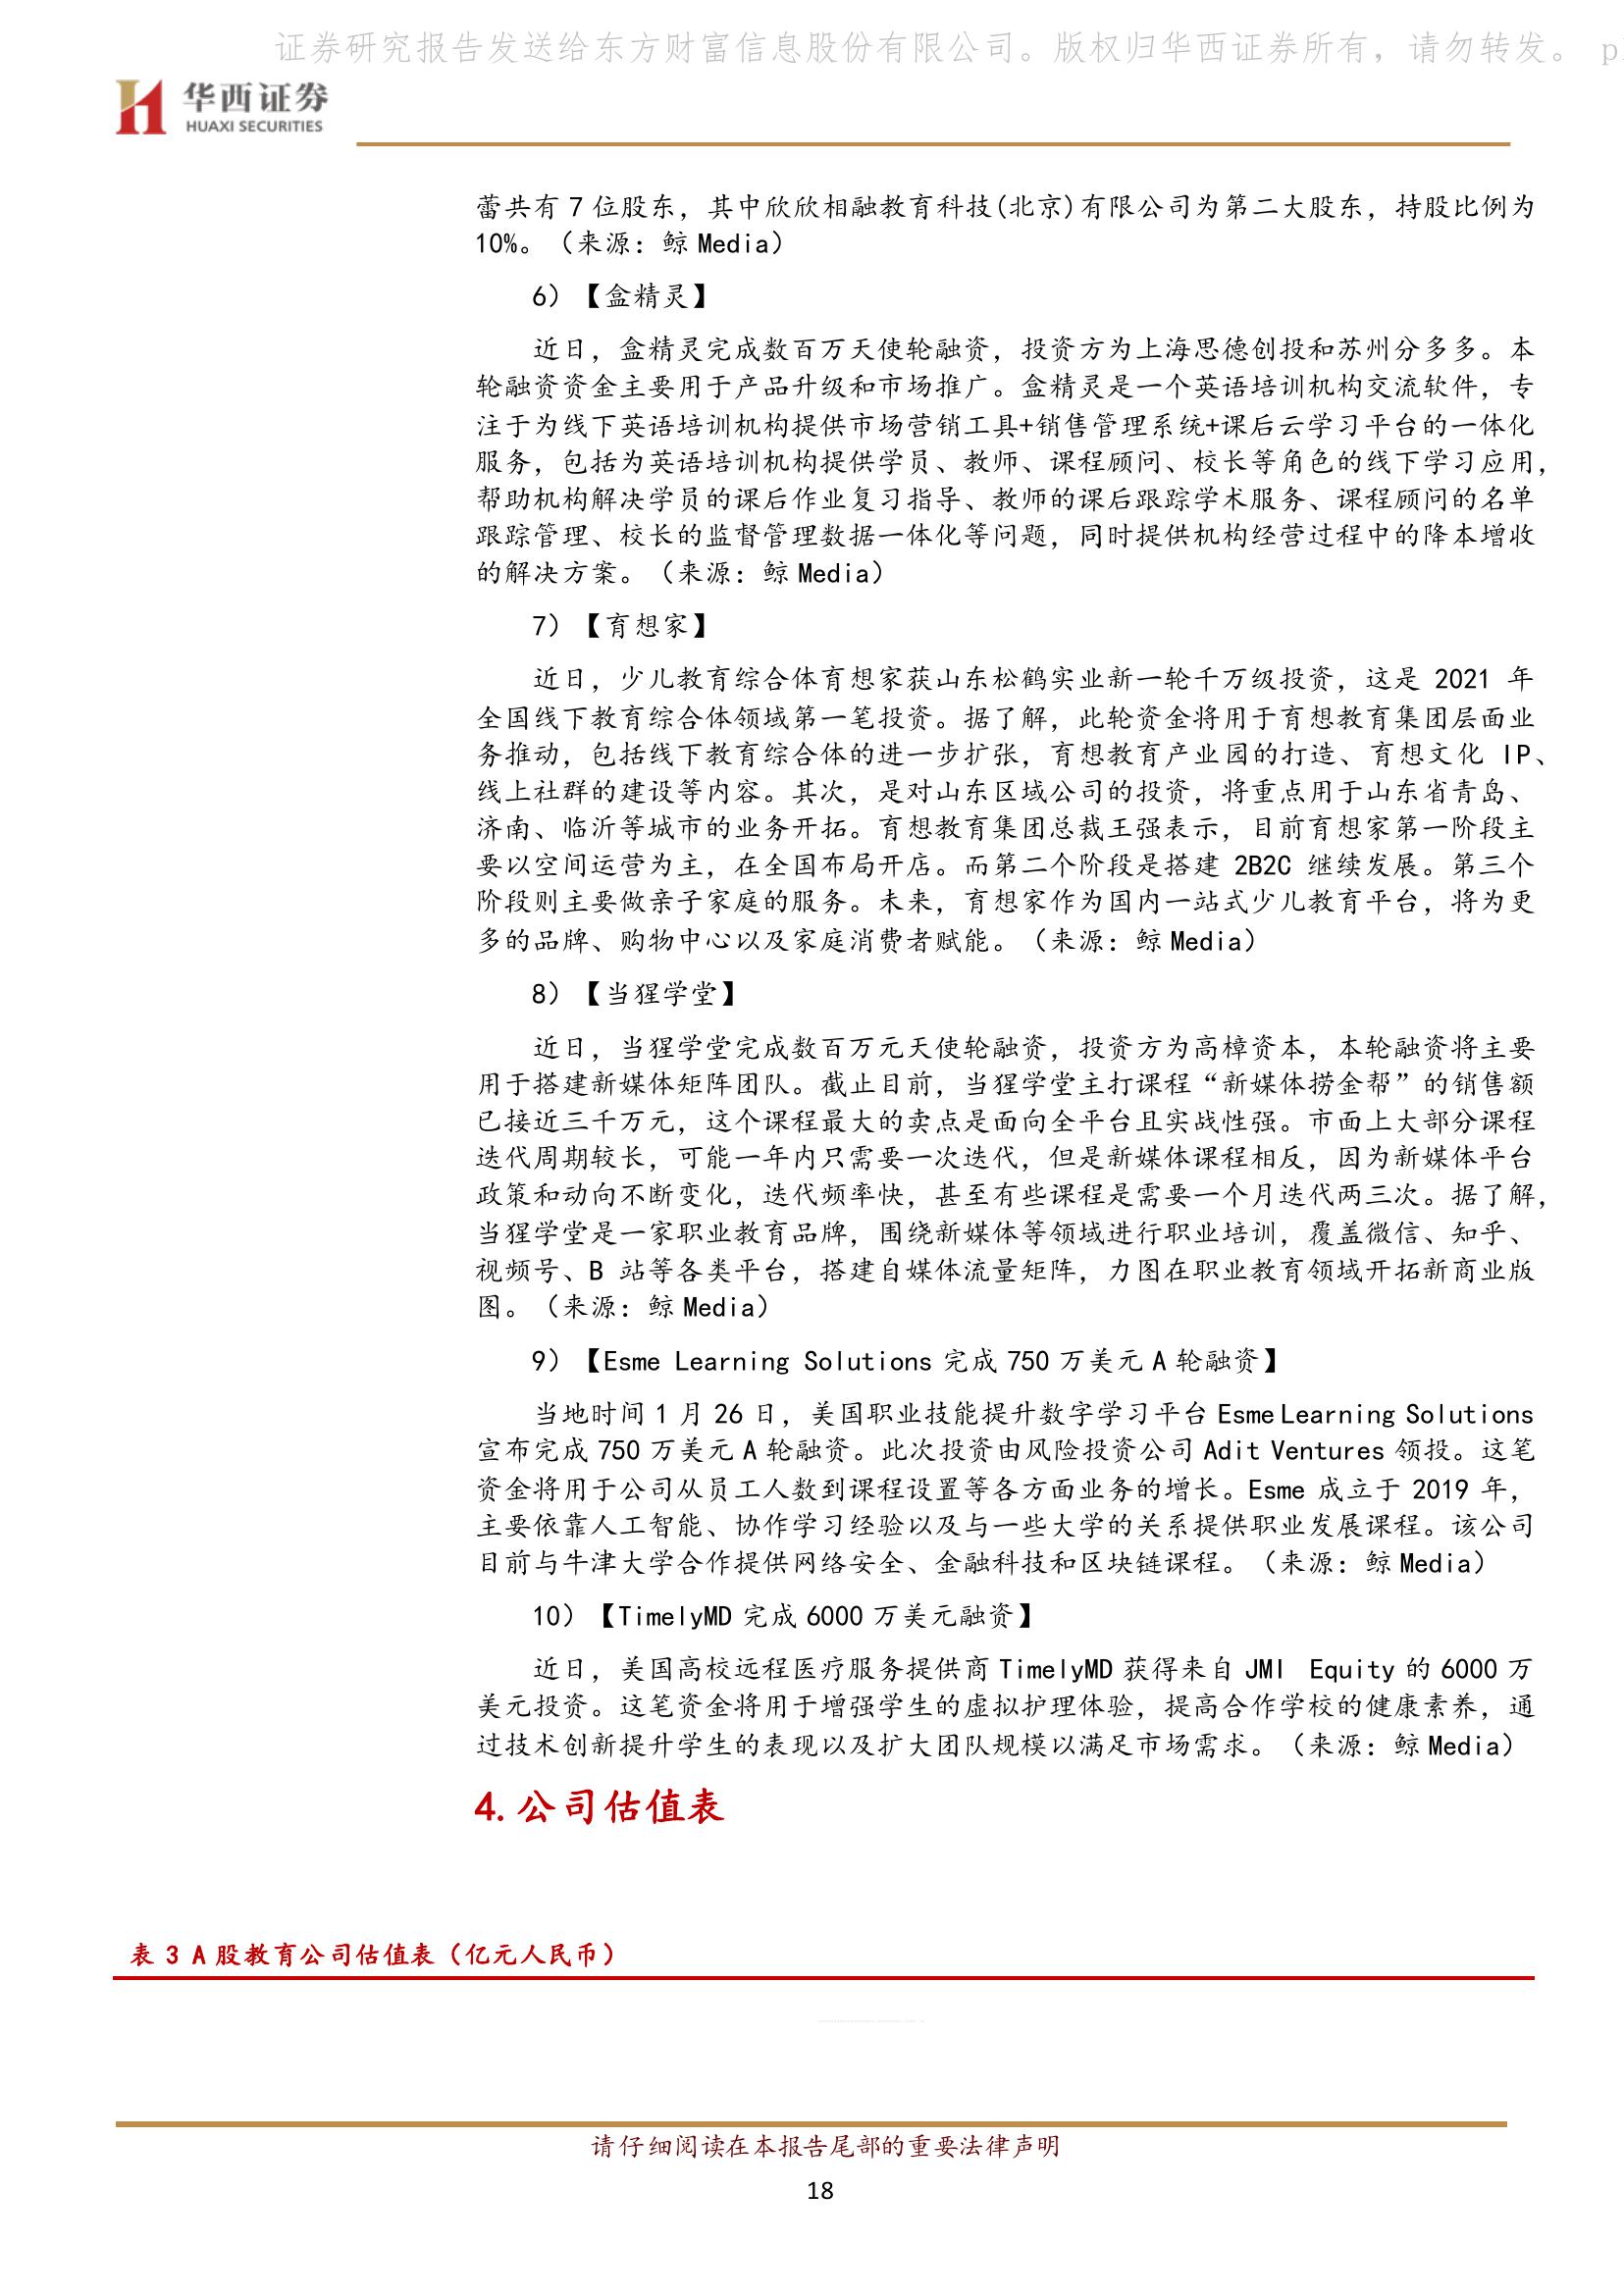 证券研究报告发送给东方财富信息股份有限公司。版权归华西证券所有，请勿转发。 p
华西证券
HUAXI SECURITIES
蕾共有 7 位股东，其中欣欣相融教育科技(北京)有限公司为第二大股东，持股比例为
10%。（来源：鲸 Media）
6）【盒精灵】
近日，盒精灵完成数百万天使轮融资，投资方为上海思德创投和苏州分多多。本
轮融资资金主要用于产品升级和市场推广。盒精灵是一个英语培训机构交流软件，专
注于为线下英语培训机构提供市场营销工具+销售管理系统+课后云学习平台的一体化
服务，包括为英语培训机构提供学员、教师、课程顾问、校长等角色的线下学习应用，
帮助机构解决学员的课后作业复习指导、教师的课后跟踪学术服务、课程顾问的名单
跟踪管理、校长的监督管理数据一体化等问题，同时提供机构经营过程中的降本增收
的解决方案。（来源：鲸 Media）
7）【育想家】
近日，少儿教育综合体育想家获山东松鹤实业新一轮千万级投资，这是 2021 年
全国线下教育综合体领域第一笔投资。据了解，此轮资金将用于育想教育集团层面业
务推动，包括线下教育综合体的进一步扩张，育想教育产业园的打造、育想文化 IP、
线上社群的建设等内容。其次，是对山东区域公司的投资，将重点用于山东省青岛、
济南、临沂等城市的业务开拓。育想教育集团总裁王强表示，目前育想家第一阶段主
要以空间运营为主，在全国布局开店。而第二个阶段是搭建 2B2C 继续发展。第三个
阶段则主要做亲子家庭的服务。未来，育想家作为国内一站式少儿教育平台，将为更
多的品牌、购物中心以及家庭消费者赋能。（来源：鲸 Media）
8）【当猩学堂】
近日，当猩学堂完成数百万元天使轮融资，投资方为高樟资本，本轮融资将主要
用于搭建新媒体矩阵团队。截止目前，当猩学堂主打课程“新媒体捞金帮”的销售额
已接近三千万元，这个课程最大的卖点是面向全平台且实战性强。市面上大部分课程
迭代周期较长，可能一年内只需要一次迭代，但是新媒体课程相反，因为新媒体平台
政策和动向不断变化，迭代频率快，甚至有些课程是需要一个月迭代两三次。据了解，
当猩学堂是一家职业教育品牌，围绕新媒体等领域进行职业培训，覆盖微信、知乎、
视频号、B 站等各类平台，搭建自媒体流量矩阵，力图在职业教育领域开拓新商业版
图。（来源：鲸 Media）
9）【Esme Learning Solutions 完成 750 万美元 A 轮融资】
当地时间 1 月 26 日，美国职业技能提升数字学习平台 Esme Learning Solutions
宣布完成 750 万美元 A 轮融资。此次投资由风险投资公司 Adit Ventures 领投。这笔
资金将用于公司从员工人数到课程设置等各方面业务的增长。Esme 成立于 2019 年，
主要依靠人工智能、协作学习经验以及与一些大学的关系提供职业发展课程。该公司
目前与牛津大学合作提供网络安全、金融科技和区块链课程。（来源：鲸 Media）
10）【TimelyMD 完成 6000 万美元融资】
近日，美国高校远程医疗服务提供商 TimelyMD 获得来自 JMI Equity 的 6000 万
美元投资。这笔资金将用于增强学生的虚拟护理体验，提高合作学校的健康素养，通
过技术创新提升学生的表现以及扩大团队规模以满足市场需求。（来源：鲸 Media）
4.公司估值表
表 3 A 股教育公司估值表（亿元人民币）
请仔细阅读在本报告尾部的重要法律声明
18